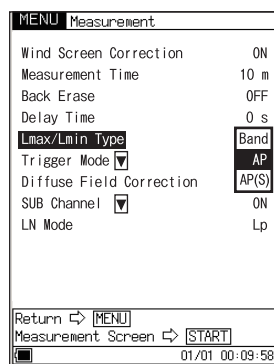 MENU Measurement
Wind Screen Correction ON
Measurement Time 10 m
Back Erase OFF
Delay Time 0 s
Lmax/Lmin Type Band
Trigger Mode ▼ AP
Diffuse Field Correction AP(S)
SUB Channel ▼ ON
LN Mode Lp
Return ⇨ MENU
Measurement Screen ⇨ START
01/01 00:09:58